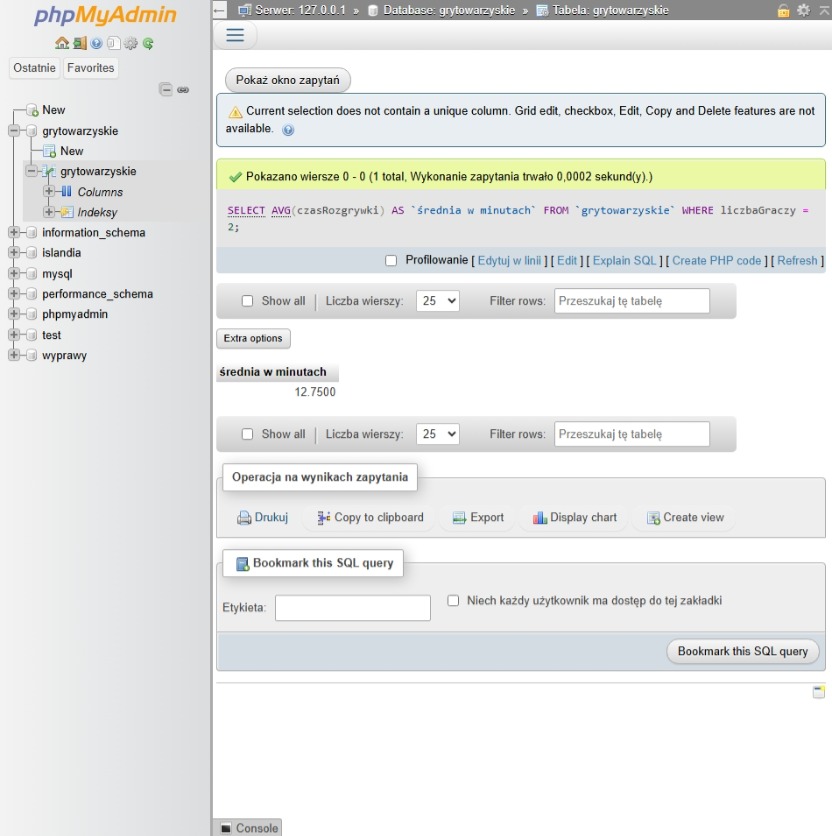 phpMyAdmin
Ostatnie Favorites
New
grytowarzyskie
New
grytowarzyskie
Columns
Indeksy
information_schema
islandia
mysql
performance_schema
phpmyadmin
test
wyprawy
Serwer: 127.0.0.1 » Database: grytowarzyskie » Tabela: grytowarzyskie
Pokaż okno zapytań
Current selection does not contain a unique column. Grid edit, checkbox, Edit, Copy and Delete features are not
available.
Pokazano wiersze 0 - 0 (1 total, Wykonanie zapytania trwało 0,0002 sekund(y).)
SELECT AVG(czasRozgrywki) AS `średnia w minutach` FROM `grytowarzyskie` WHERE liczbaGraczy =
2;
Profilowanie [ Edytuj w linii ] [ Edit ] [ Explain SQL ] [ Create PHP code ] [ Refresh ]
Show all | Liczba wierszy: 25 Filter rows: Przeszukaj tę tabelę
Extra options
średnia w minutach
12.7500
Show all | Liczba wierszy: 25 Filter rows: Przeszukaj tę tabelę
Operacja na wynikach zapytania
Drukuj Copy to clipboard Export Display chart Create view
Bookmark this SQL query
Etykieta: Niech każdy użytkownik ma dostęp do tej zakładki
Bookmark this SQL query
Console